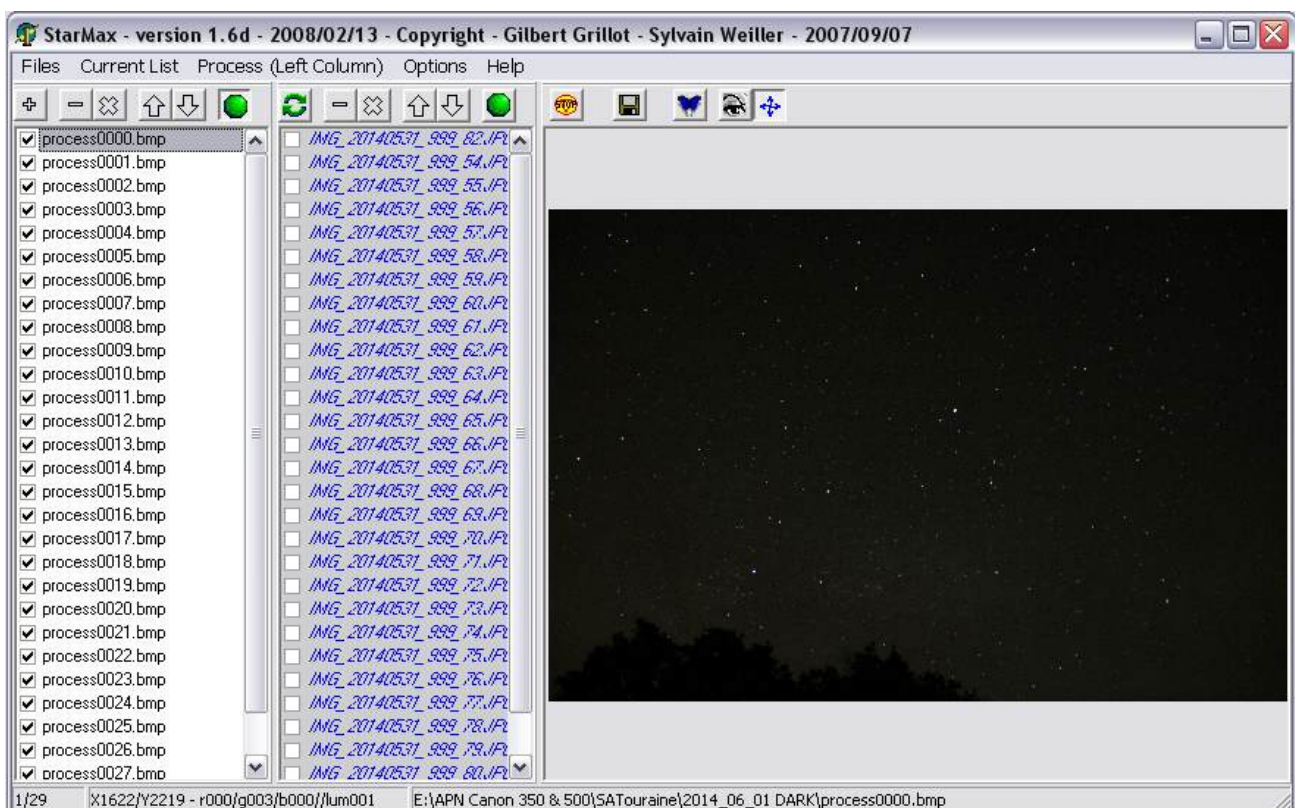 StarMax - version 1.6d - 2008/02/13 - Copyright - Gilbert Grillot - Sylvain Weiller - 2007/09/07
Files Current List Process (Left Column) Options Help
STOP
process0000.bmp
process0001.bmp
process0002.bmp
process0003.bmp
process0004.bmp
process0005.bmp
process0006.bmp
process0007.bmp
process0008.bmp
process0009.bmp
process0010.bmp
process0011.bmp
process0012.bmp
process0013.bmp
process0014.bmp
process0015.bmp
process0016.bmp
process0017.bmp
process0018.bmp
process0019.bmp
process0020.bmp
process0021.bmp
process0022.bmp
process0023.bmp
process0024.bmp
process0025.bmp
process0026.bmp
process0027.bmp
IMG_20140531_999_82.JP
IMG_20140531_999_54.JP
IMG_20140531_999_55.JP
IMG_20140531_999_56.JP
IMG_20140531_999_57.JP
IMG_20140531_999_58.JP
IMG_20140531_999_59.JP
IMG_20140531_999_60.JP
IMG_20140531_999_61.JP
IMG_20140531_999_62.JP
IMG_20140531_999_63.JP
IMG_20140531_999_64.JP
IMG_20140531_999_65.JP
IMG_20140531_999_66.JP
IMG_20140531_999_67.JP
IMG_20140531_999_68.JP
IMG_20140531_999_69.JP
IMG_20140531_999_70.JP
IMG_20140531_999_71.JP
IMG_20140531_999_72.JP
IMG_20140531_999_73.JP
IMG_20140531_999_74.JP
IMG_20140531_999_75.JP
IMG_20140531_999_76.JP
IMG_20140531_999_77.JP
IMG_20140531_999_78.JP
IMG_20140531_999_79.JP
IMG_20140531_999_80.JP
1/29 X1622/Y2219 - r000/g003/b000//lum001 E:\APN Canon 350 & 500\SATouraine\2014_06_01 DARK\process0000.bmp